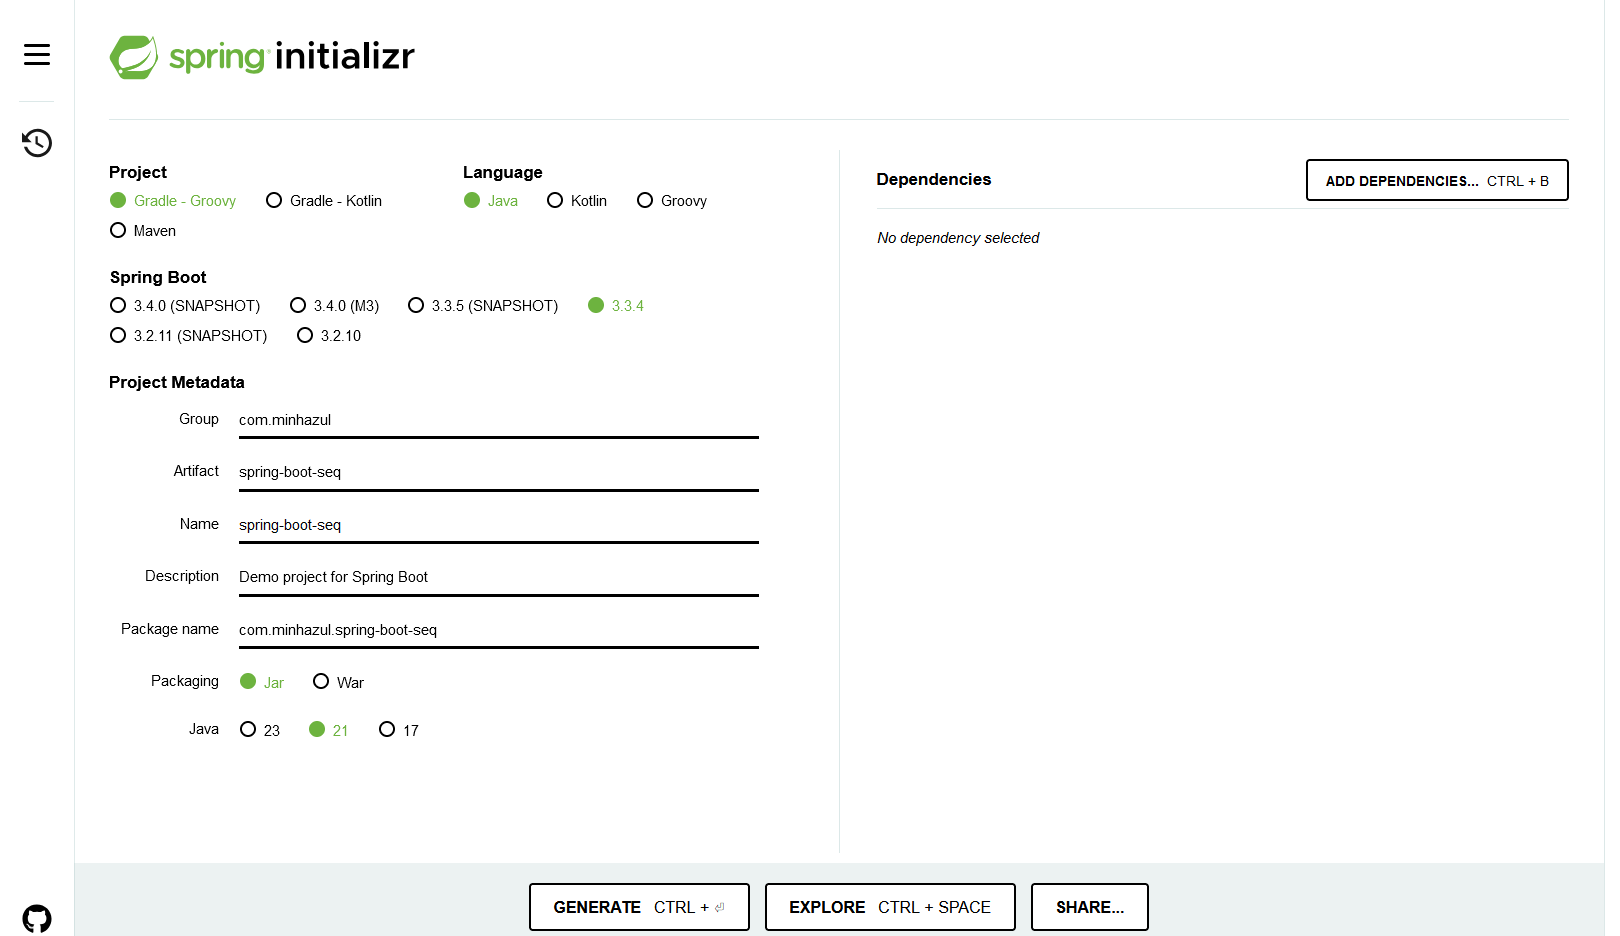 spring initializr
Project
Gradle - Groovy Gradle - Kotlin
Maven
Language
Java Kotlin Groovy
Spring Boot
3.4.0 (SNAPSHOT) 3.4.0 (M3) 3.3.5 (SNAPSHOT) 3.3.4
3.2.11 (SNAPSHOT) 3.2.10
Project Metadata
Group com.minhazul
Artifact spring-boot-seq
Name spring-boot-seq
Description Demo project for Spring Boot
Package name com.minhazul.spring-boot-seq
Packaging Jar War
Java 23 21 17
Dependencies
ADD DEPENDENCIES... CTRL + B
No dependency selected
GENERATE CTRL + ⏎
EXPLORE CTRL + SPACE
SHARE...